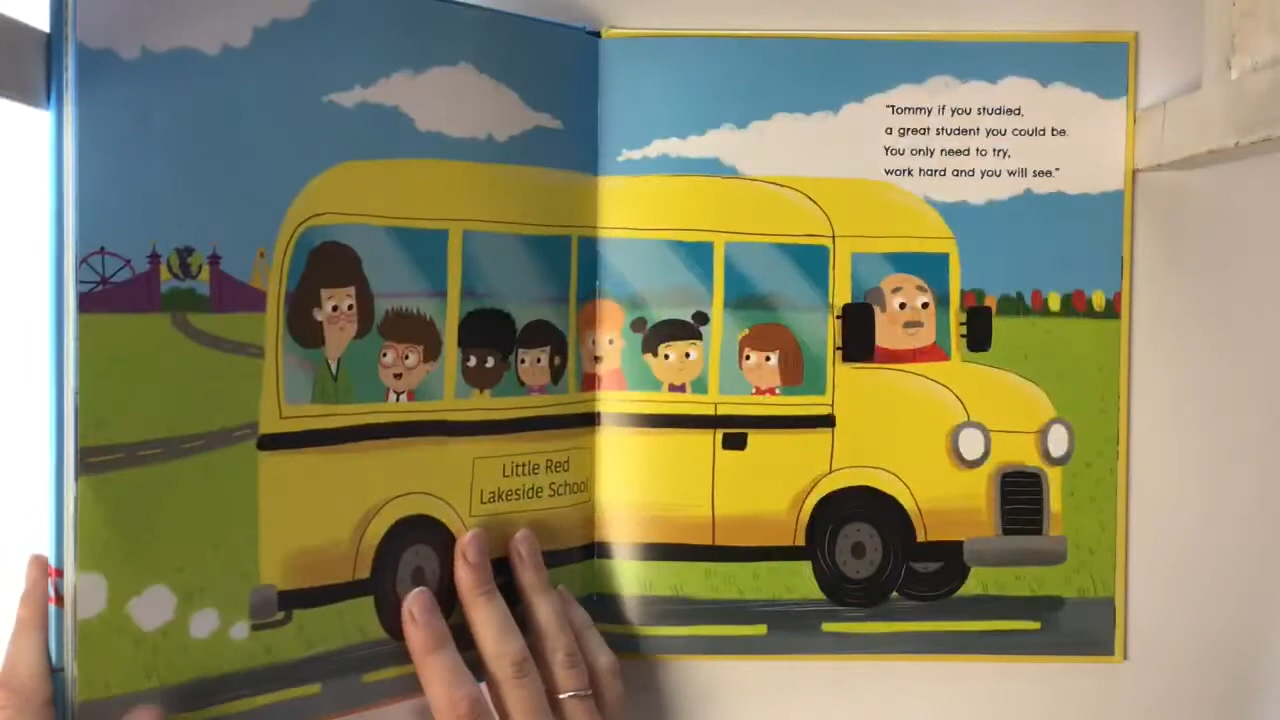 "Tommy if you studied,
a great student you could be.
You only need to try,
work hard and you will see."
Little Red
Lakeside School